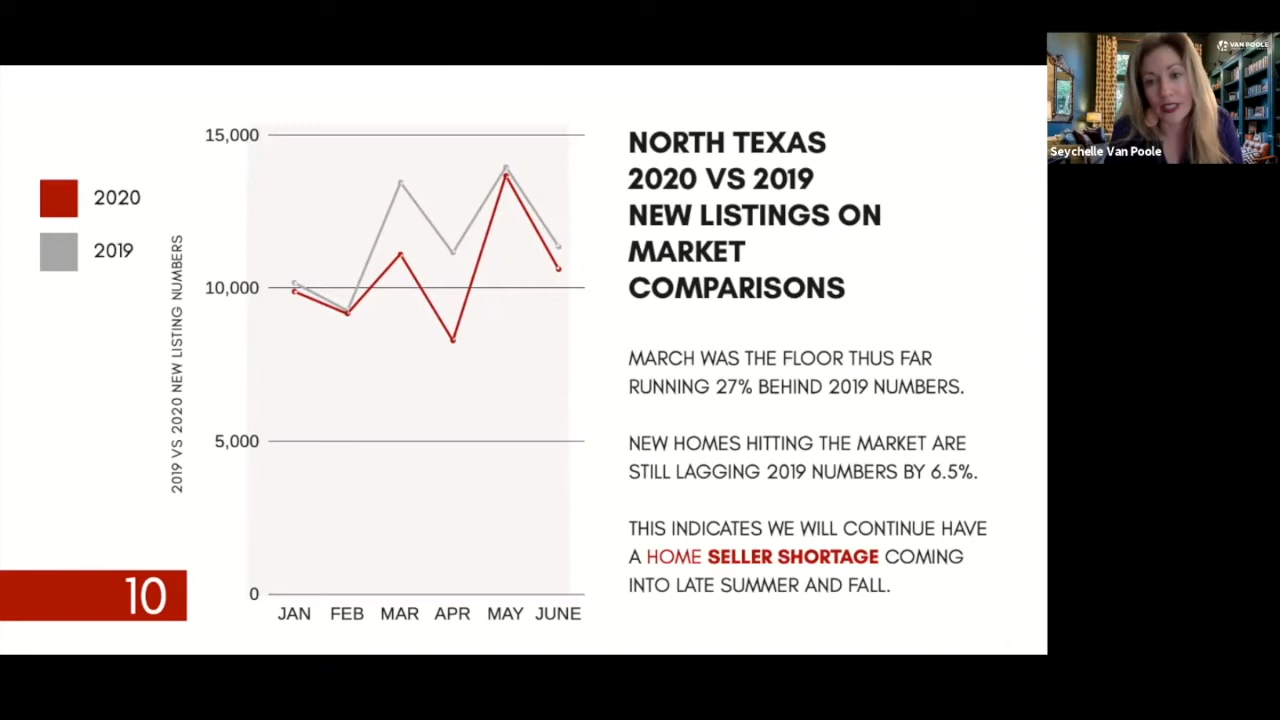 VAN POOLE
Seychelle Van Poole
2020
2019
2019 VS 2020 NEW LISTING NUMBERS
15,000
10,000
5,000
0
JAN FEB MAR APR MAY JUNE
NORTH TEXAS
2020 VS 2019
NEW LISTINGS ON
MARKET
COMPARISONS
MARCH WAS THE FLOOR THUS FAR
RUNNING 27% BEHIND 2019 NUMBERS.
NEW HOMES HITTING THE MARKET ARE
STILL LAGGING 2019 NUMBERS BY 6.5%.
THIS INDICATES WE WILL CONTINUE HAVE
A HOME SELLER SHORTAGE COMING
INTO LATE SUMMER AND FALL.
10